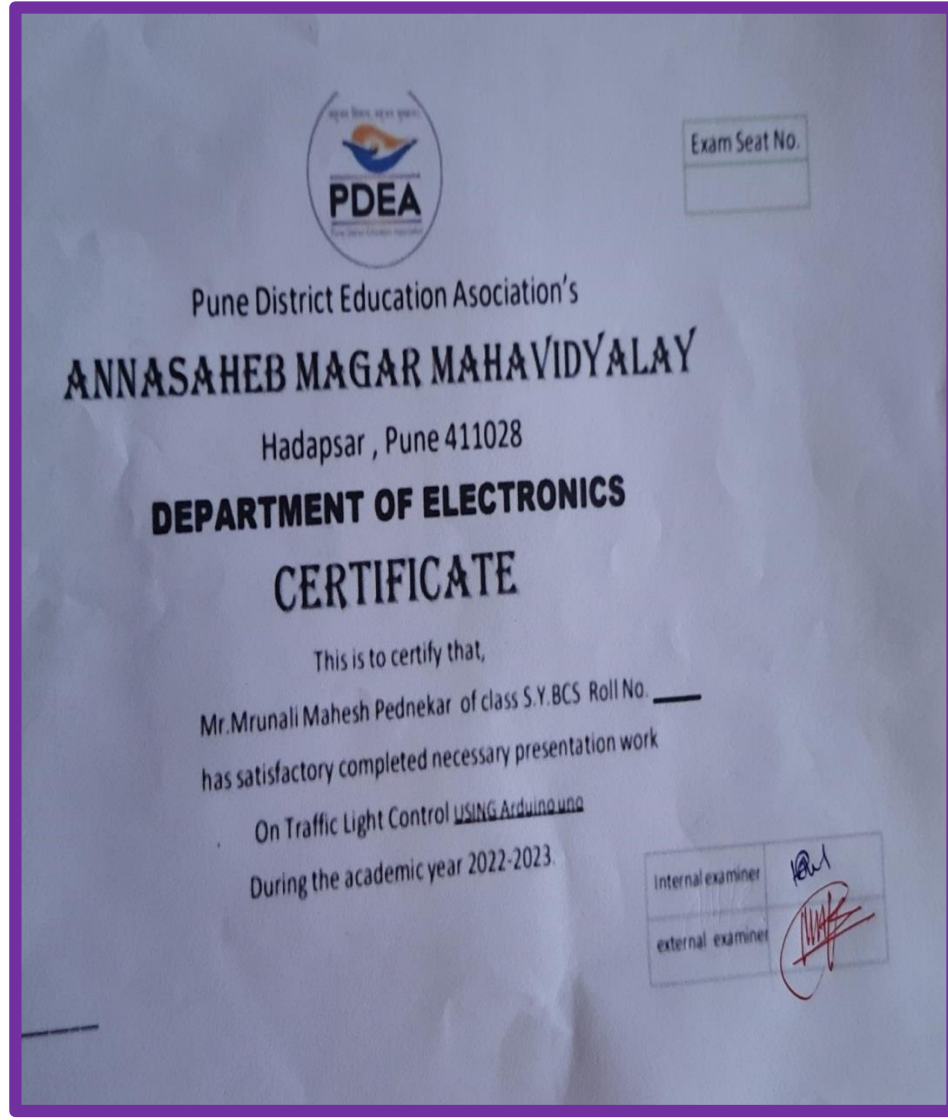 PDEA
Exam Seat No.
Pune District Education Asociation's
ANNASAHEB MAGAR MAHAVIDYALAY
Hadapsar , Pune 411028
DEPARTMENT OF ELECTRONICS
CERTIFICATE
This is to certify that,
Mr.Mrunali Mahesh Pednekar of class S.Y.BCS Roll No.
has satisfactory completed necessary presentation work
On Traffic Light Control USING Arduino uno
During the academic year 2022-2023.
Internal examiner
external examiner